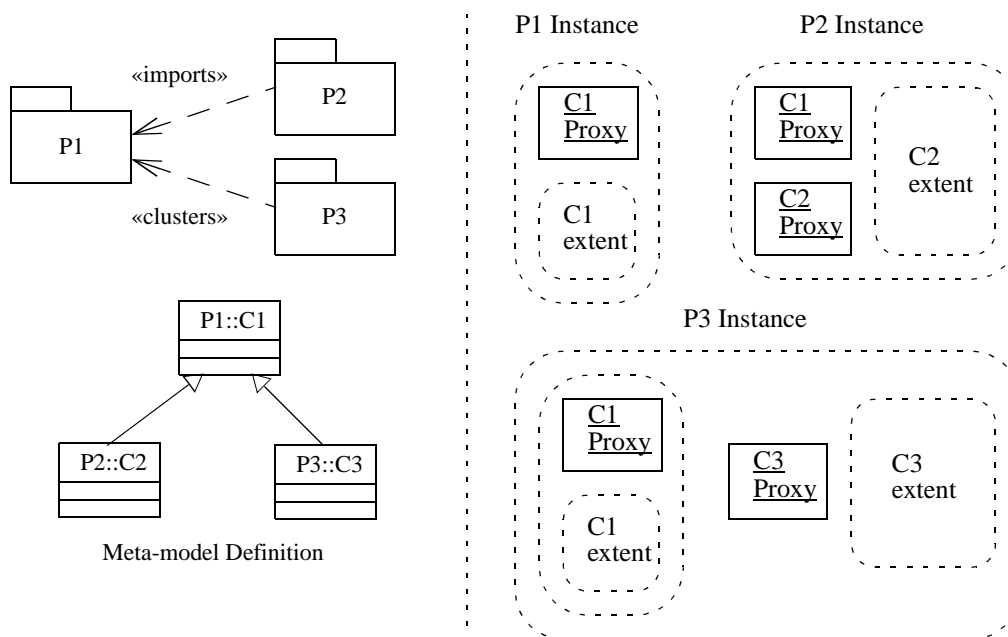 «imports»
P2
P1
«clusters»
P3
P1::C1
P2::C2
P3::C3
Meta-model Definition
P1 Instance
C1
Proxy
C1
extent
P2 Instance
C1
Proxy
C2
Proxy
C2
extent
P3 Instance
C1
Proxy
C1
extent
C3
Proxy
C3
extent